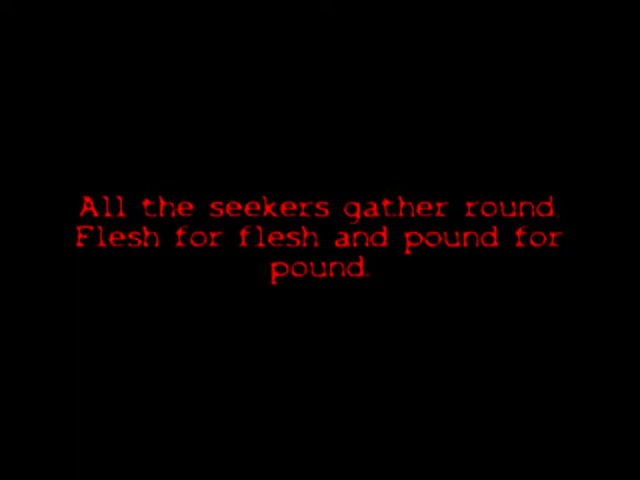 All the seekers gather round
Flesh for flesh and pound for
pound.